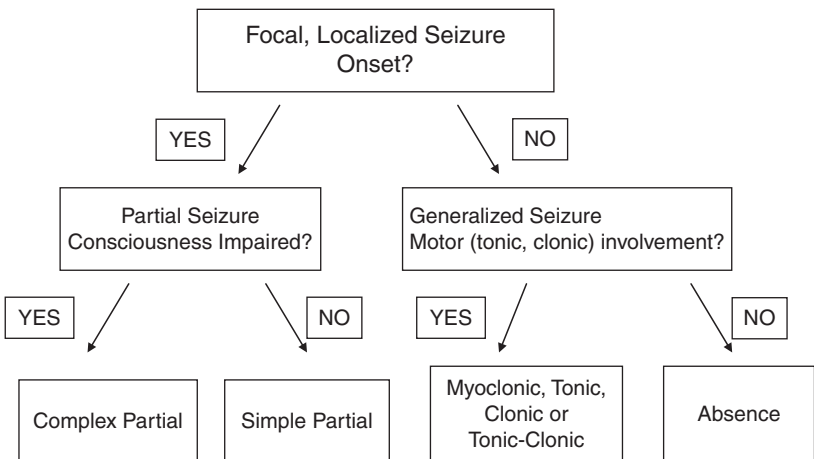 Focal, Localized Seizure
Onset?
YES
NO
Partial Seizure
Consciousness Impaired?
Generalized Seizure
Motor (tonic, clonic) involvement?
YES
NO
YES
NO
Complex Partial
Simple Partial
Myoclonic, Tonic,
Clonic or
Tonic-Clonic
Absence